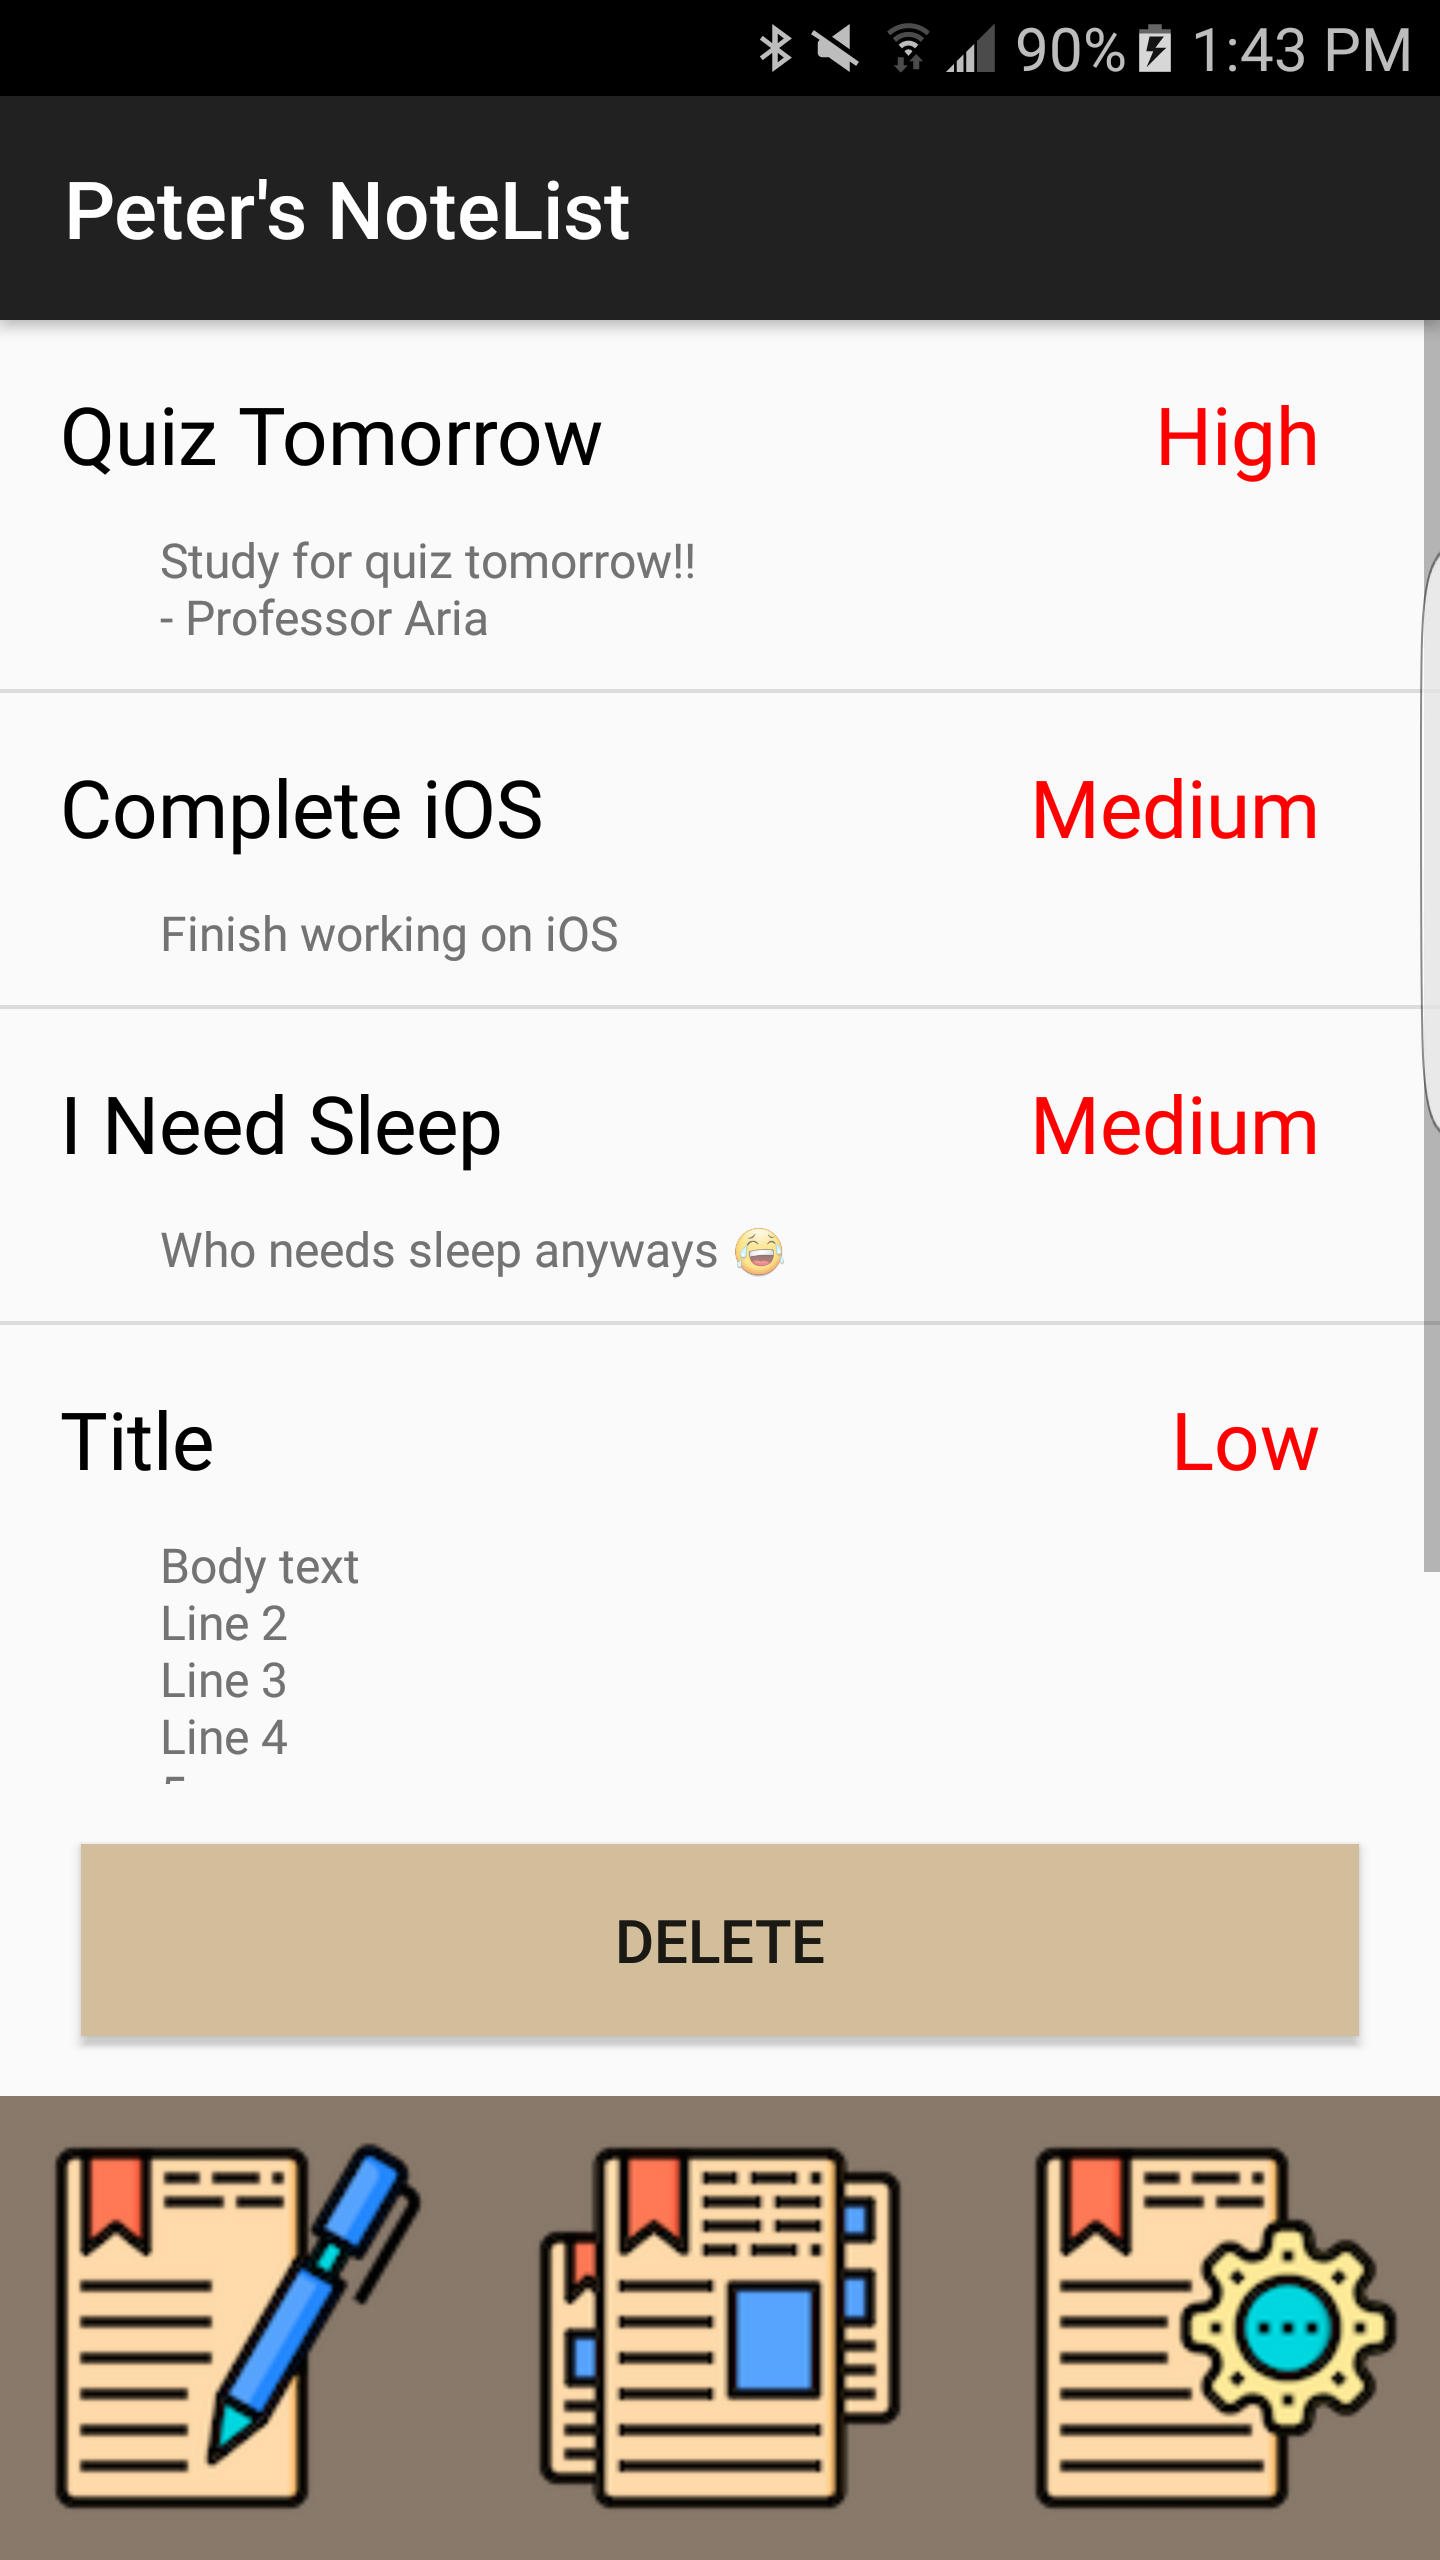 90% 1:43 PM
Peter's NoteList
Quiz Tomorrow High
Study for quiz tomorrow!!
- Professor Aria
Complete iOS Medium
Finish working on iOS
I Need Sleep Medium
Who needs sleep anyways 😂
Title Low
Body text
Line 2
Line 3
Line 4
DELETE